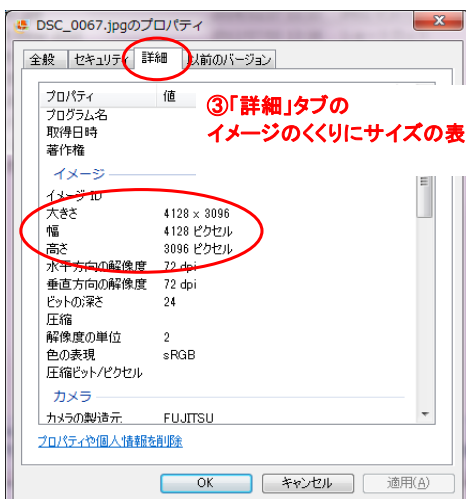 DSC_0067.jpgのプロパティ
全般 セキュリティ 詳細 以前のバージョン
プロパティ 値
③「詳細」タブの
イメージのくくりにサイズの表
プログラム名
取得日時
著作権
イメージ
イメージ ID
大きさ 4128 x 3096
幅 4128 ピクセル
高さ 3096 ピクセル
水平方向の解像度 72 dpi
垂直方向の解像度 72 dpi
ビットの深さ 24
圧縮
解像度の単位 2
色の表現 sRGB
圧縮ビット/ピクセル
カメラ
カメラの製造元 FUJITSU
プロパティや個人情報を削除
OK キャンセル 適用(A)